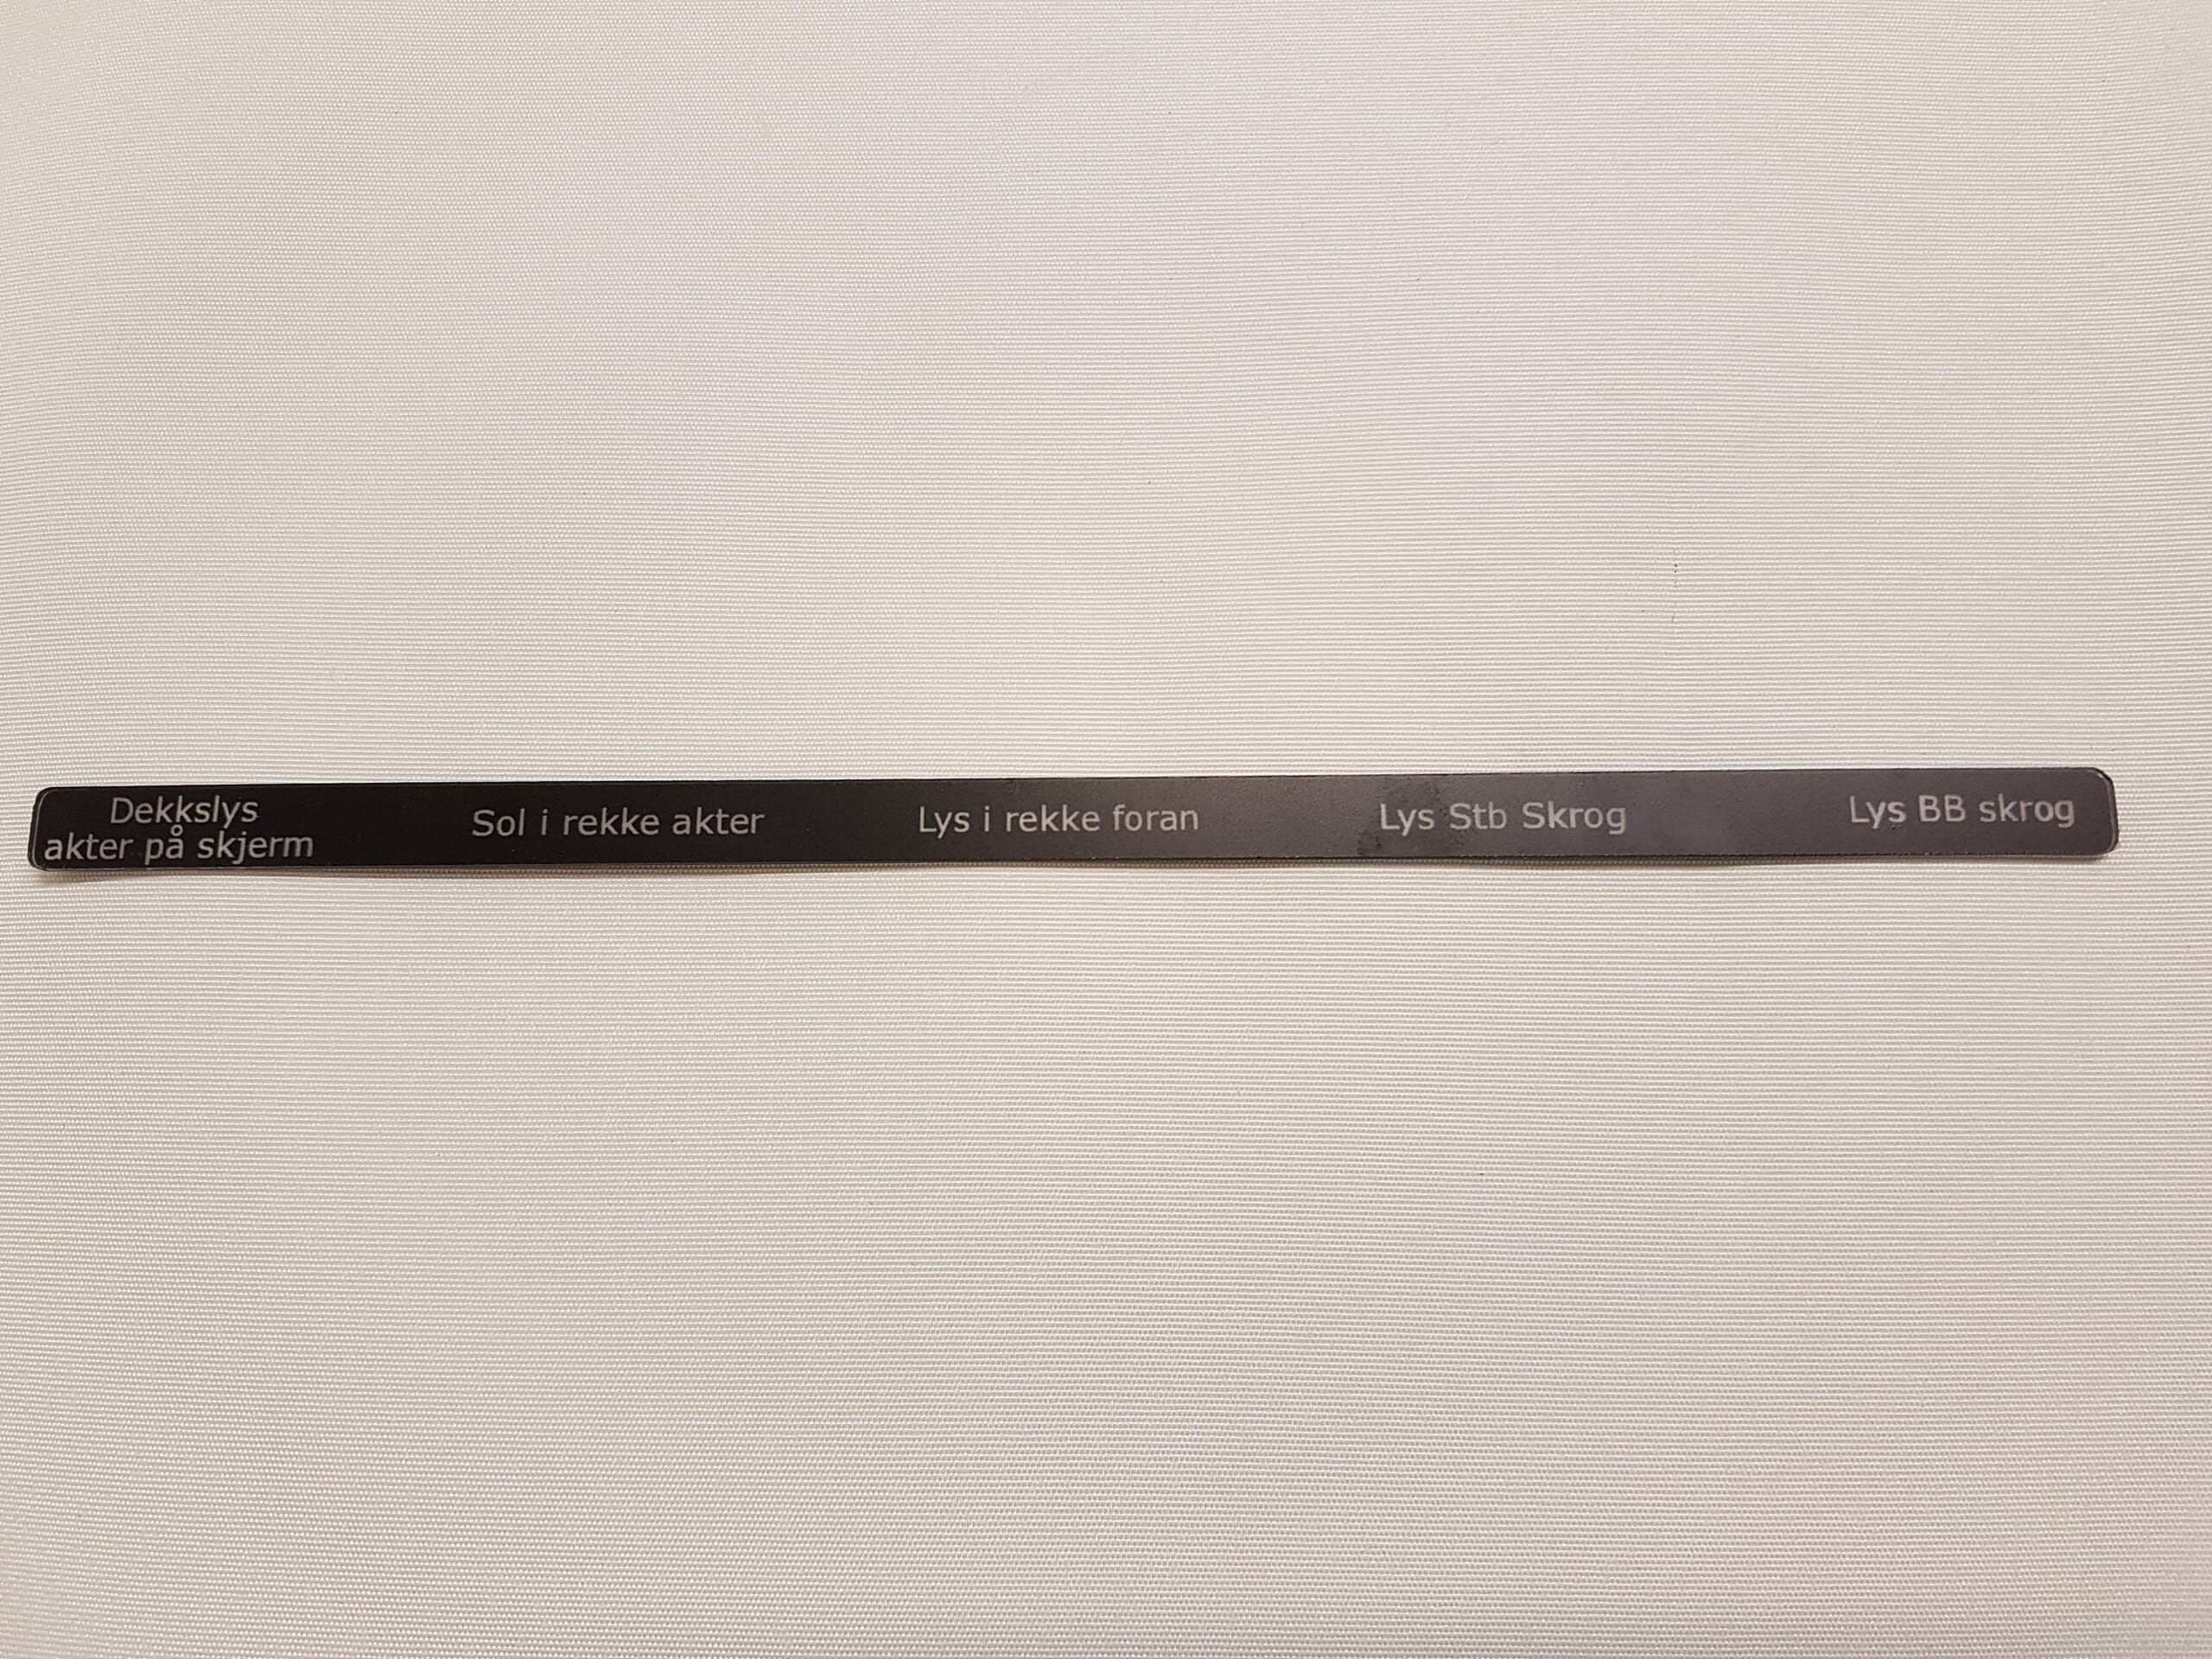 Dekkslys
akter på skjerm
Sol i rekke akter
Lys i rekke foran
Lys Stb Skrog
Lys BB skrog